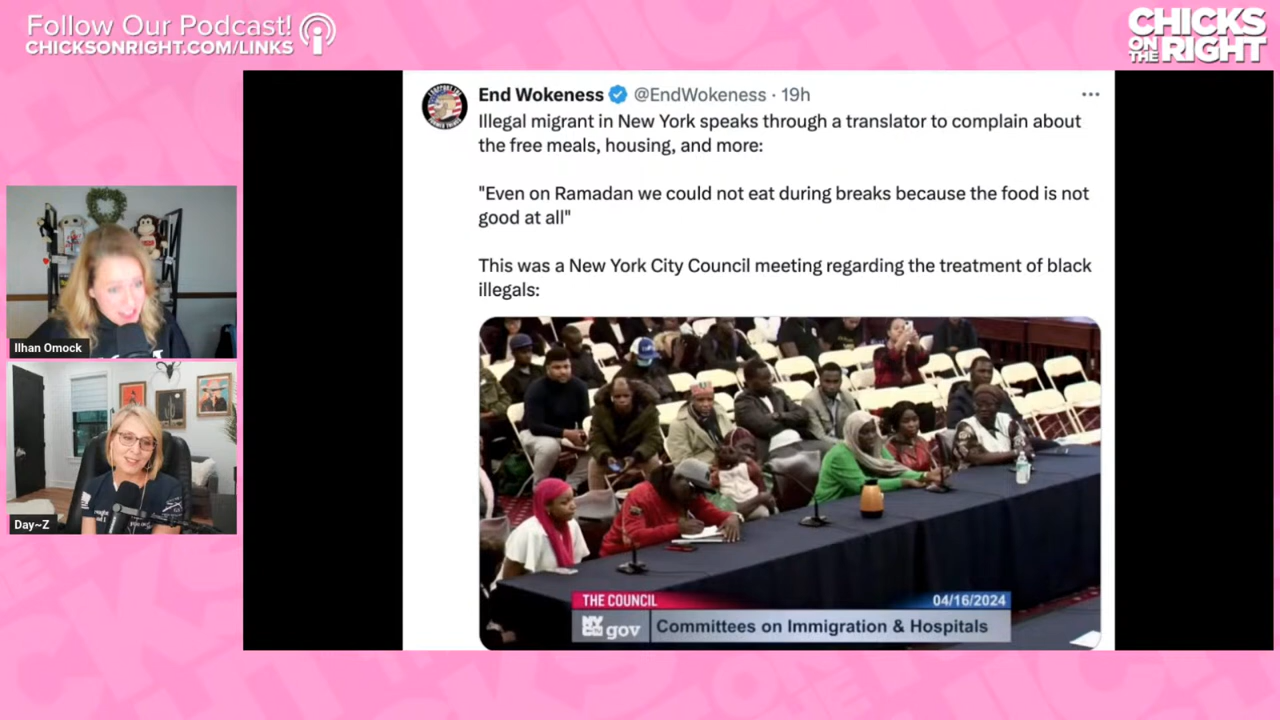 Follow Our Podcast!
CHICKSONRIGHT.COM/LINKS
CHICKS
ON THE RIGHT
End Wokeness @EndWokeness · 19h
Illegal migrant in New York speaks through a translator to complain about
the free meals, housing, and more:
"Even on Ramadan we could not eat during breaks because the food is not
good at all"
This was a New York City Council meeting regarding the treatment of black
illegals:
THE COUNCIL
04/16/2024
NYC gov
Committees on Immigration & Hospitals
Ilhan Omock
Day~Z